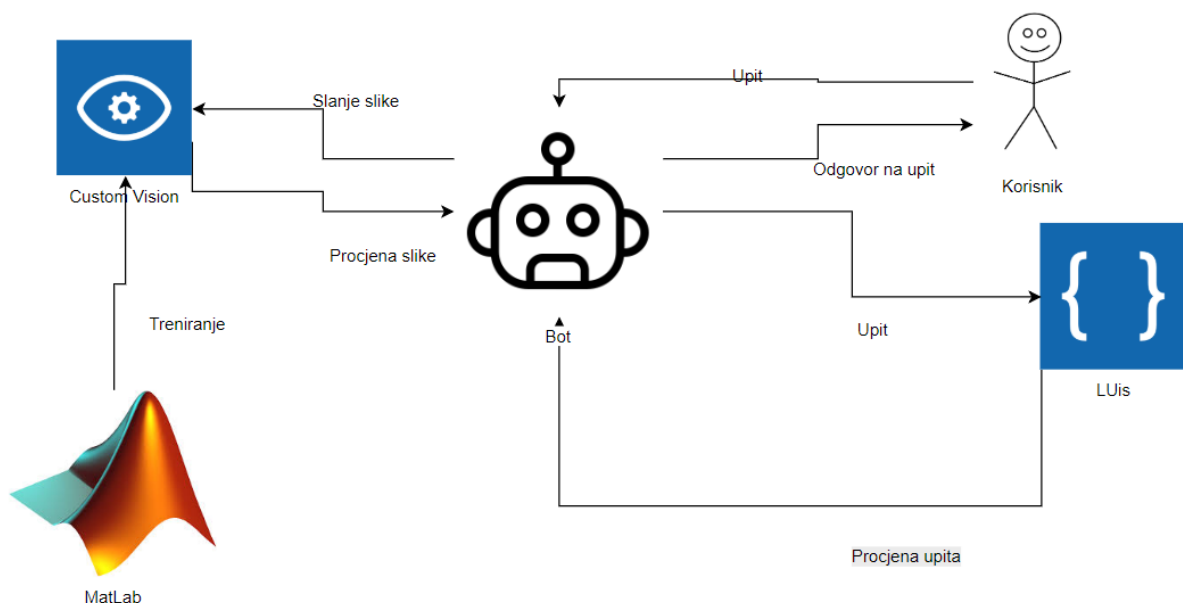 Upit
Slanje slike
Odgovor na upit
Custom Vision
Korisnik
Procjena slike
Treniranje
Bot
Upit
LUis
Procjena upita
MatLab